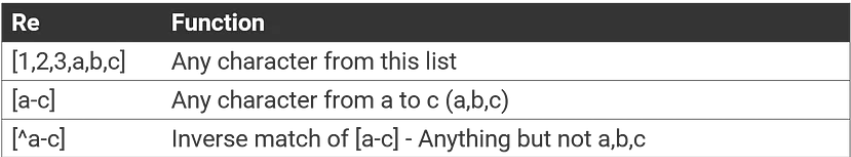 Re Function
[1,2,3,a,b,c] Any character from this list
[a-c] Any character from a to c (a,b,c)
[^a-c] Inverse match of [a-c] - Anything but not a,b,c